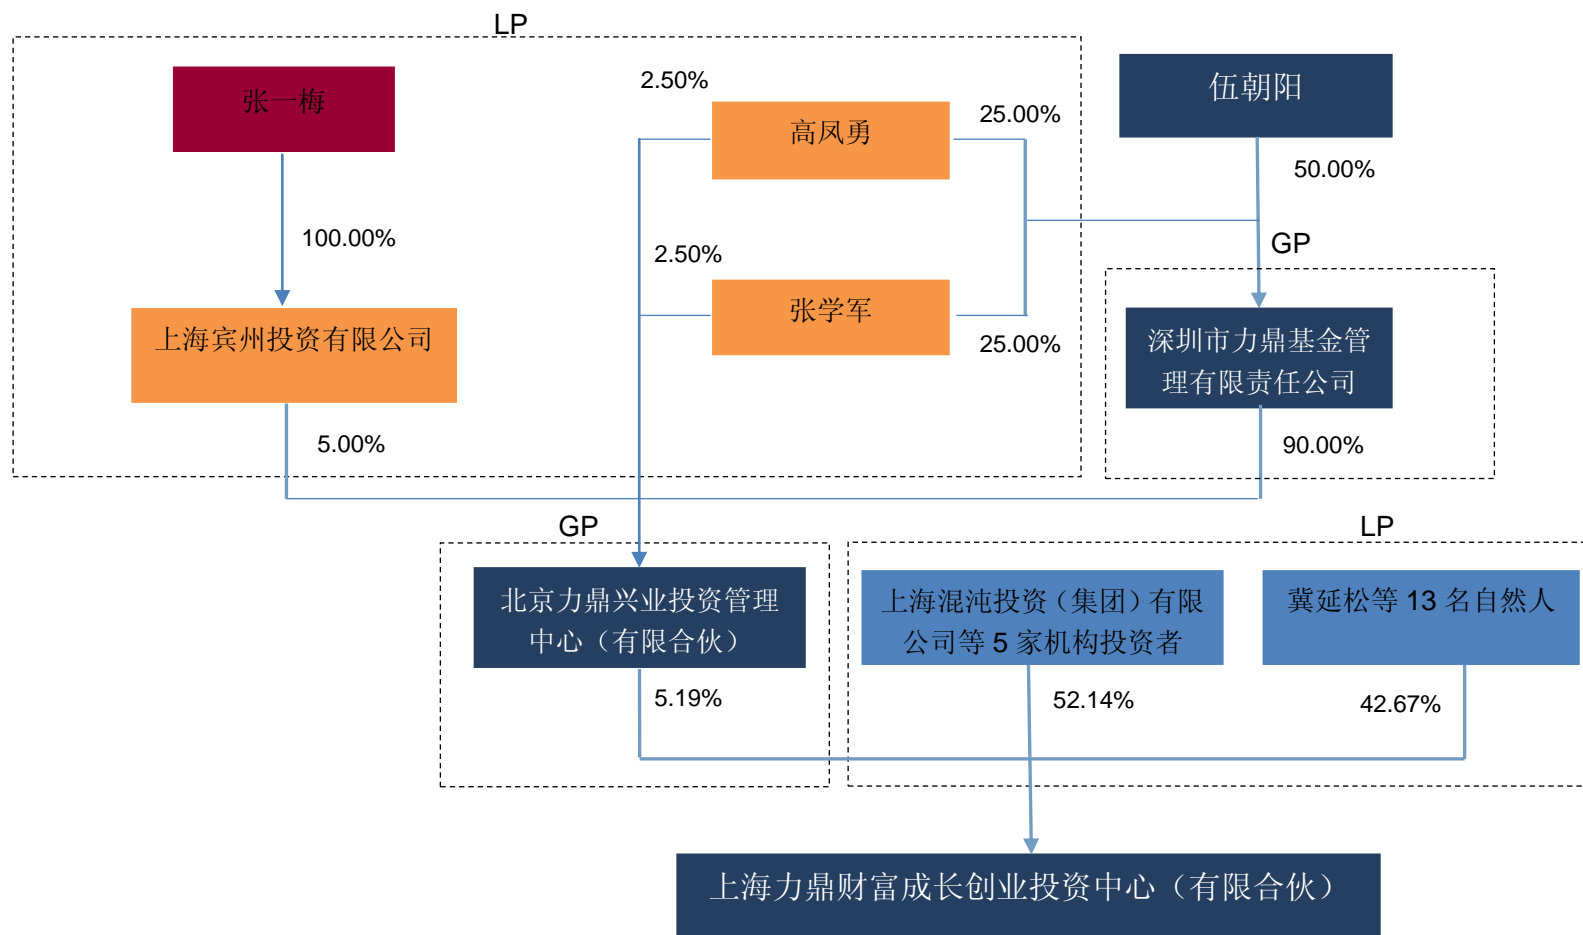 LP
张一梅
2.50%
高凤勇
25.00%
伍朝阳
50.00%
100.00%
2.50%
GP
张学军
25.00%
上海宾州投资有限公司
深圳市力鼎基金管
理有限责任公司
5.00%
90.00%
GP
LP
北京力鼎兴业投资管理
中心（有限合伙）
上海混沌投资（集团）有限
公司等 5 家机构投资者
冀延松等 13 名自然人
5.19%
52.14%
42.67%
上海力鼎财富成长创业投资中心（有限合伙）